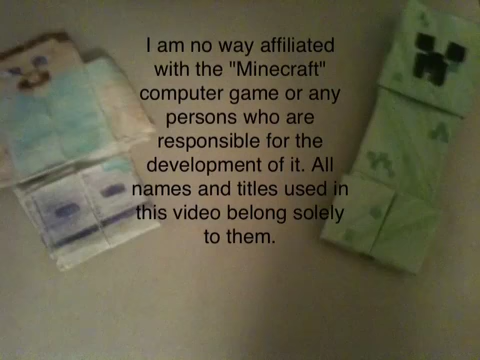 I am no way affiliated
with the "Minecraft"
computer game or any
persons who are
responsible for the
development of it. All
names and titles used in
this video belong solely
to them.